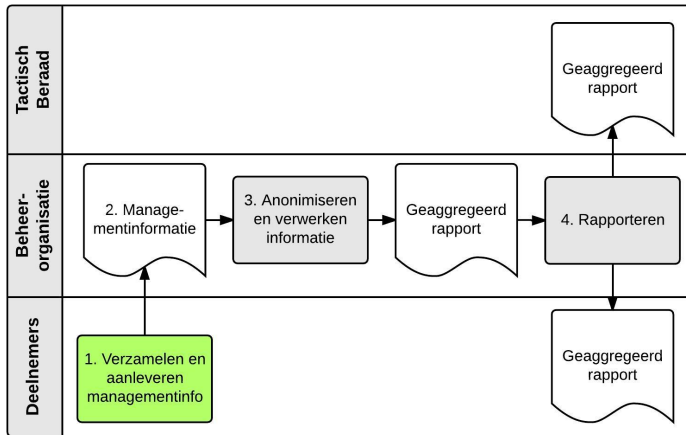 Tactisch
Beraad
Geaggregeerd
rapport
Beheer-
organisatie
2. Manage-
mentinformatie
3. Anonimiseren
en verwerken
informatie
Geaggregeerd
rapport
4. Rapporteren
Deelnemers
1. Verzamelen en
aanleveren
managementinfo
Geaggregeerd
rapport